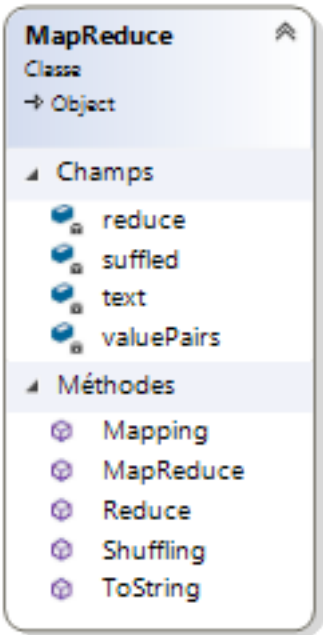 MapReduce
Classe
→ Object
Champs
reduce
suffled
text
valuePairs
Méthodes
Mapping
MapReduce
Reduce
Shuffling
ToString